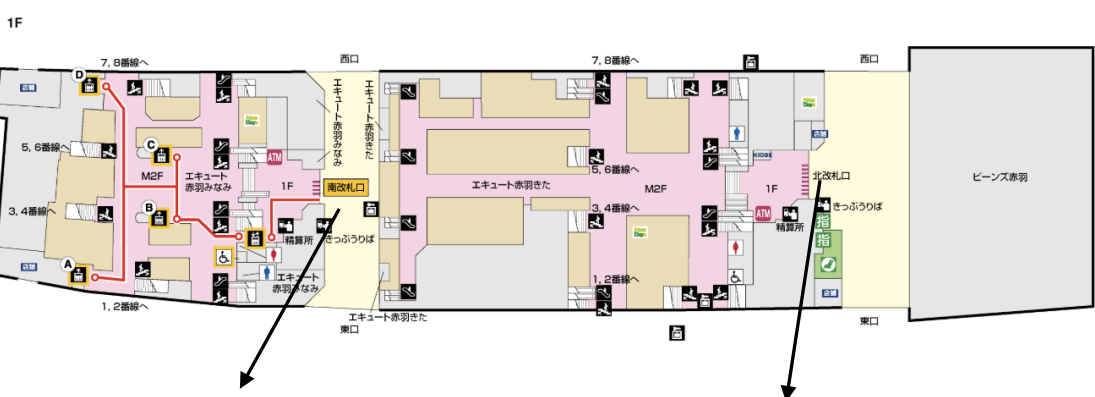 1F
7, 8番線へ
西口
7, 8番線へ
西口
D
店舗
NewDays
エキュート赤羽みなみ
エキュート赤羽きた
NewDays
店舗
5, 6番線へ
C
ATM
KIOSK
M2F
エキュート
赤羽みなみ
1F
南改札口
エキュート赤羽きた
5, 6番線へ
M2F
1F
北改札口
ビーンズ赤羽
3, 4番線へ
B
3, 4番線へ
ATM
きっぷうりば
精算所
きっぷうりば
精算所
指
指
NewDays
A
店舗
エキュート
赤羽みなみ
1, 2番線へ
店舗
1, 2番線へ
エキュート赤羽きた
東口
東口